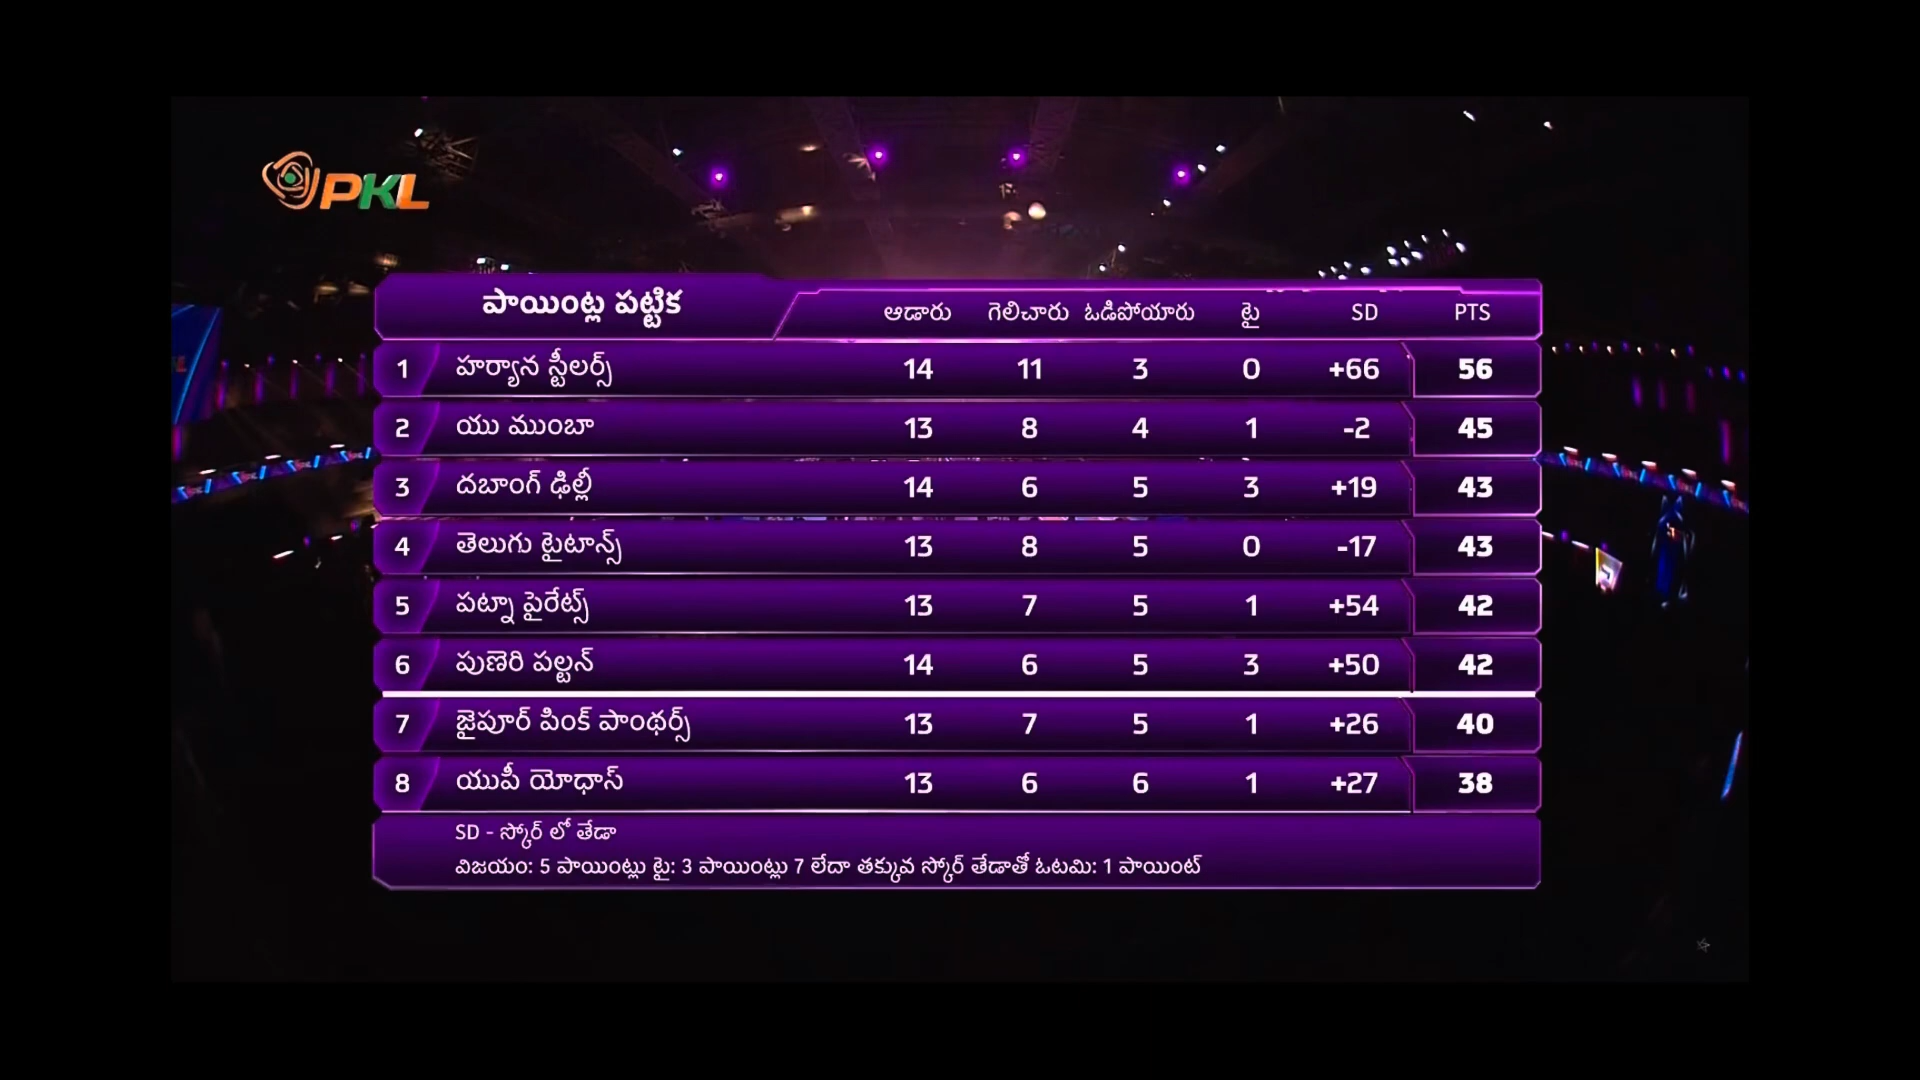 PKL
పాయింట్ల పట్టిక ఆడారు గెలిచారు ఓడిపోయారు టై SD PTS
1 హర్యాన స్టీలర్స్ 14 11 3 0 +66 56
2 యు ముంబా 13 8 4 1 -2 45
3 దబాంగ్ ఢిల్లీ 14 6 5 3 +19 43
4 తెలుగు టైటాన్స్ 13 8 5 0 -17 43
5 పట్నా పైరేట్స్ 13 7 5 1 +54 42
6 పుణెరి పల్టన్ 14 6 5 3 +50 42
7 జైపూర్ పింక్ పాంథర్స్ 13 7 5 1 +26 40
8 యుపీ యోధాస్ 13 6 6 1 +27 38
SD - స్కోర్ లో తేడా
విజయం: 5 పాయింట్లు టై: 3 పాయింట్లు 7 లేదా తక్కువ స్కోర్ తేడాతో ఓటమి: 1 పాయింట్